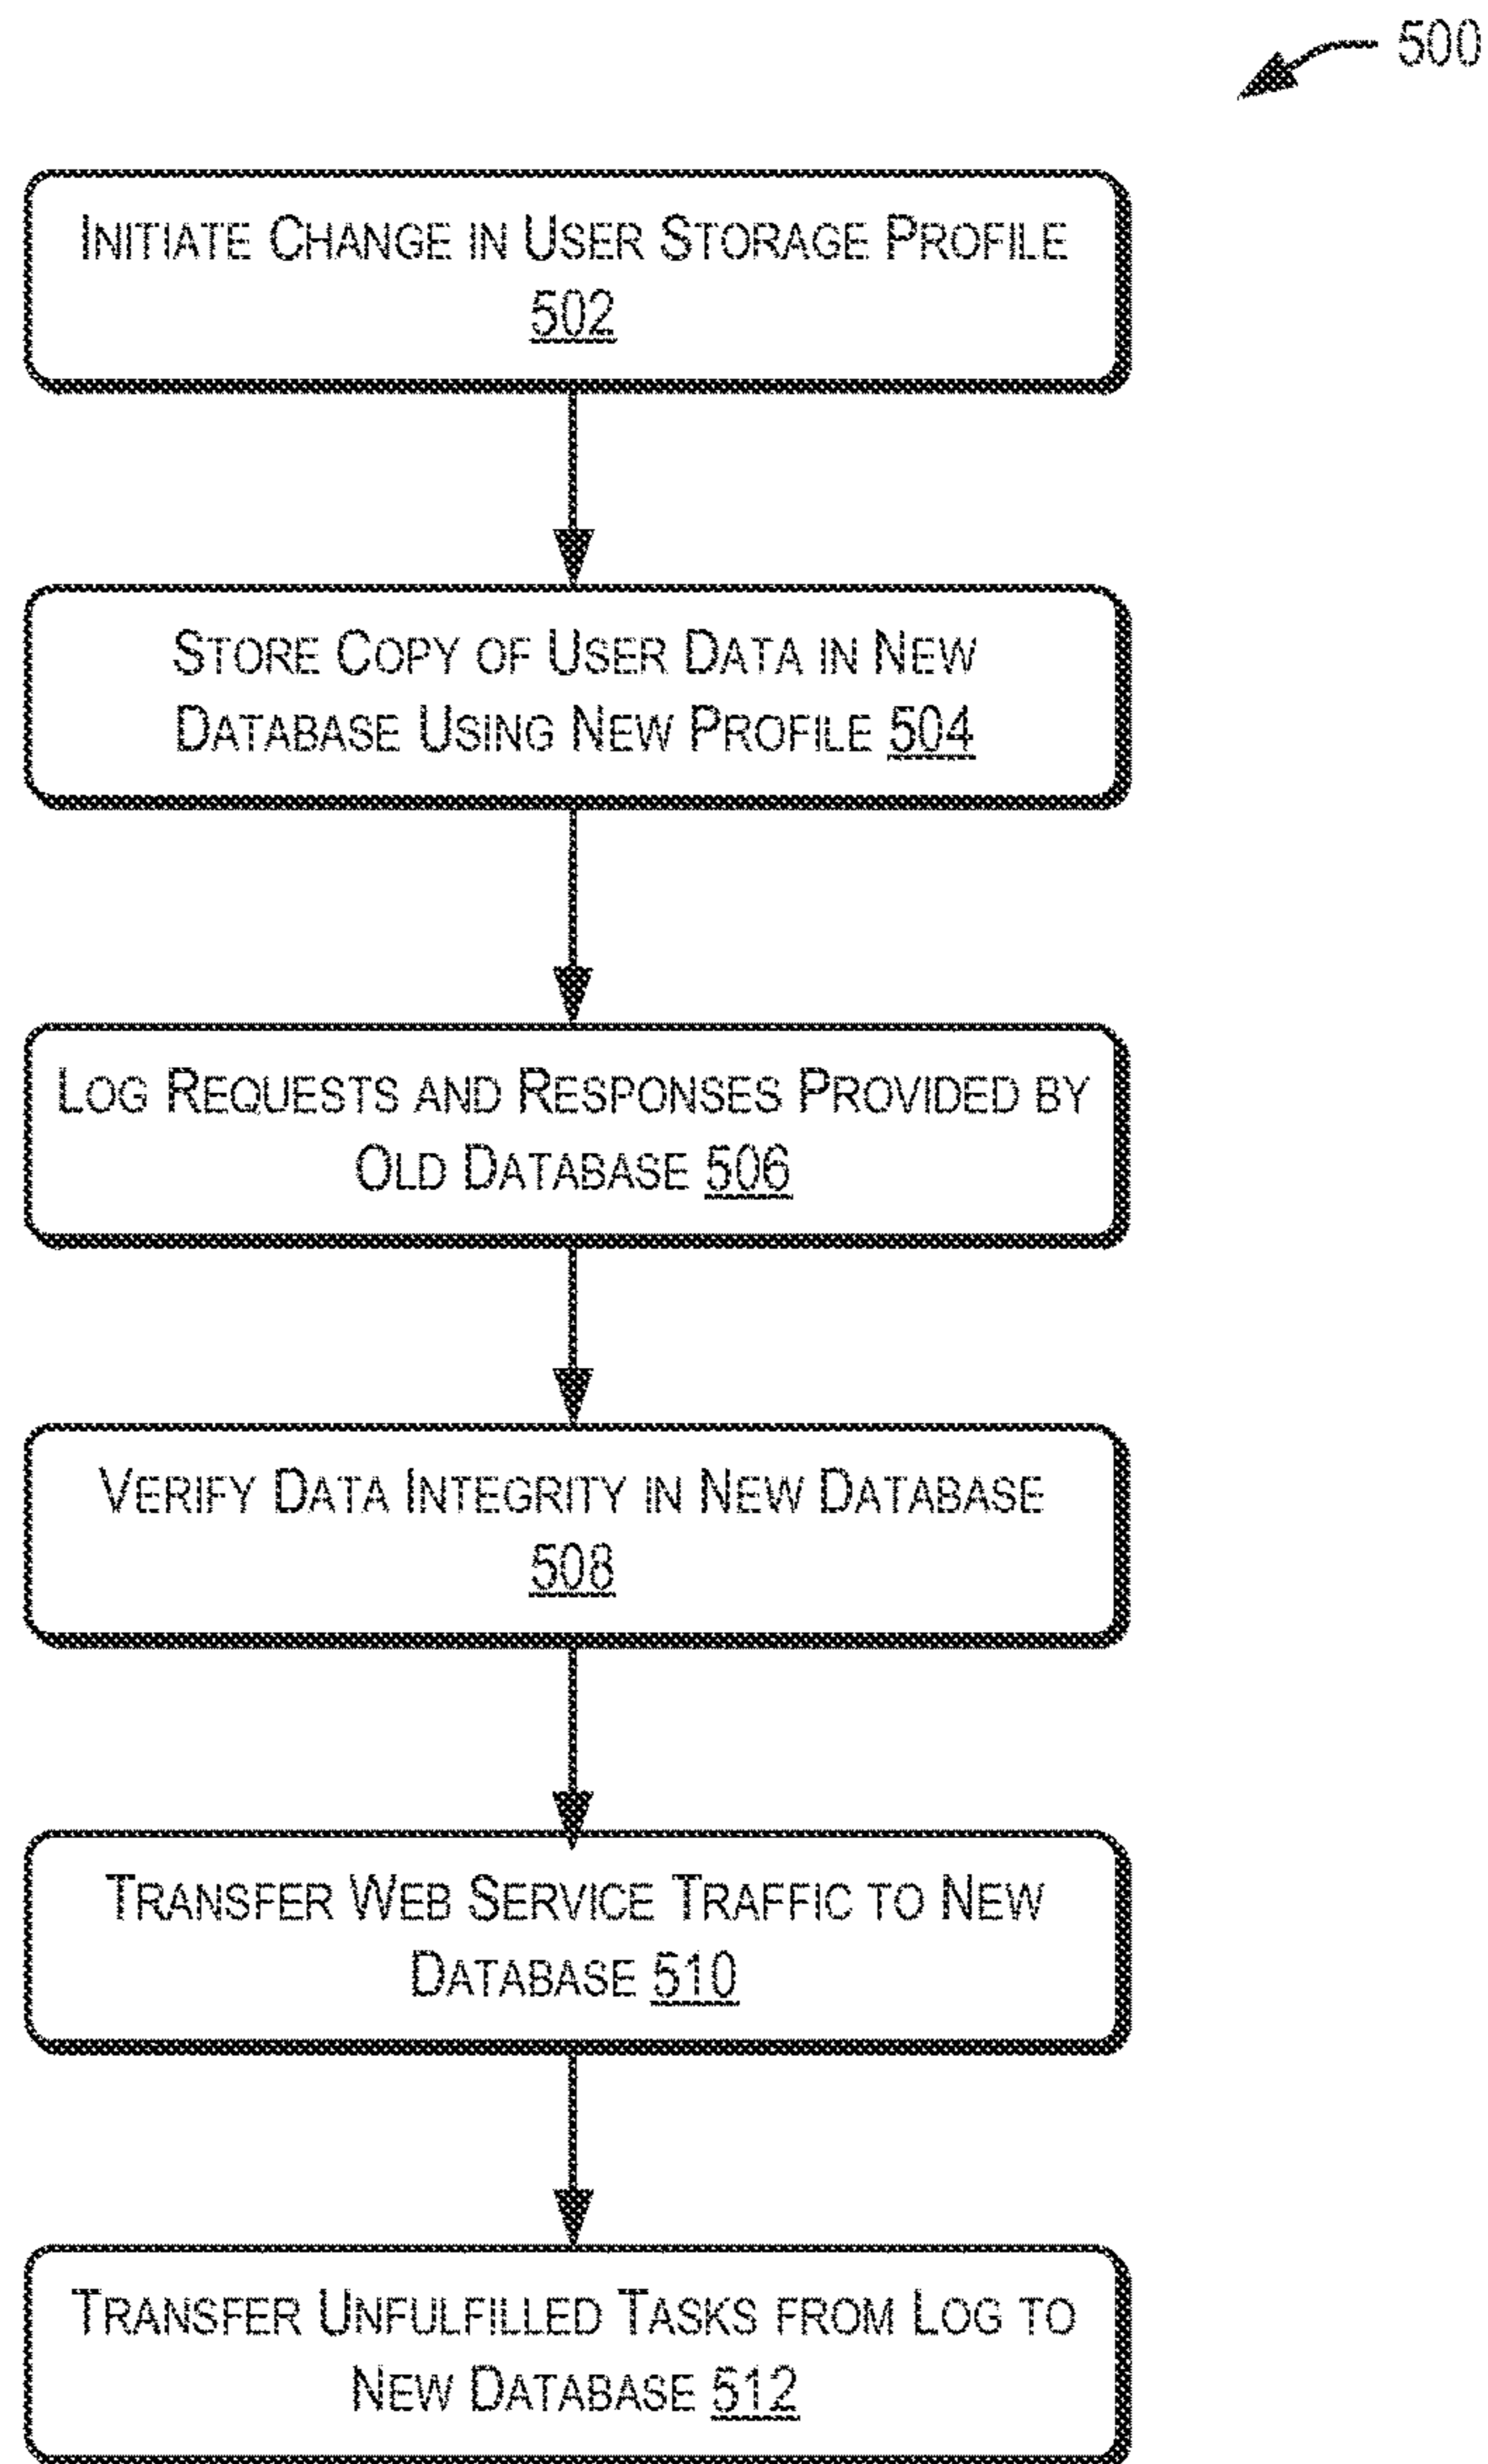 500
INITIATE CHANGE IN USER STORAGE PROFILE
502
STORE COPY OF USER DATA IN NEW
DATABASE USING NEW PROFILE 504
LOG REQUESTS AND RESPONSES PROVIDED BY
OLD DATABASE 506
VERIFY DATA INTEGRITY IN NEW DATABASE
508
TRANSFER WEB SERVICE TRAFFIC TO NEW
DATABASE 510
TRANSFER UNFULFILLED TASKS FROM LOG TO
NEW DATABASE 512